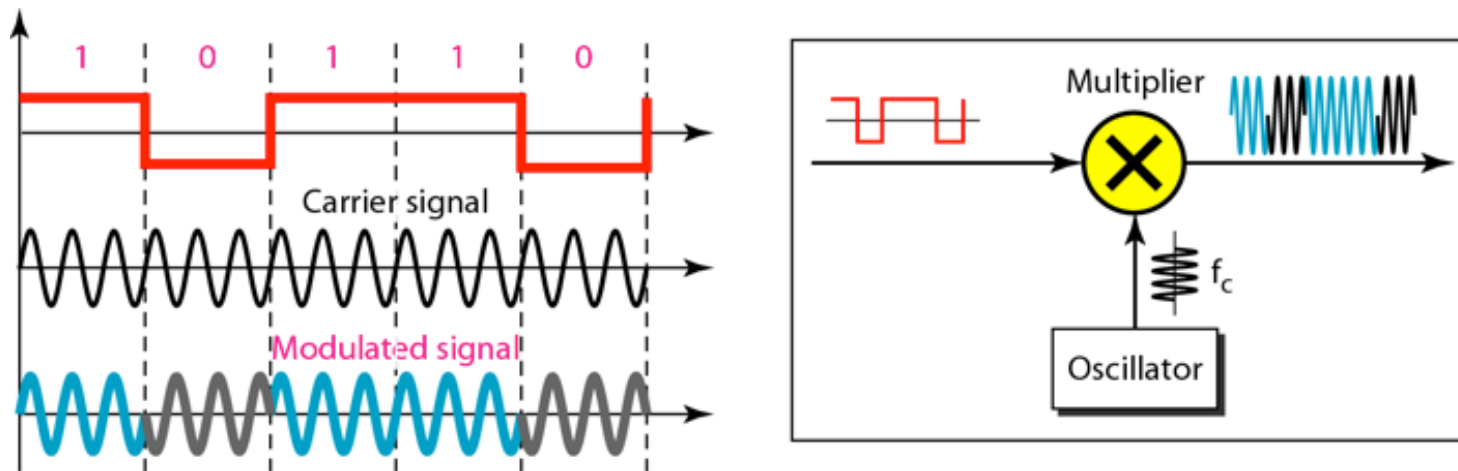 1 0 1 1 0
Carrier signal
Modulated signal
Multiplier
fc
Oscillator